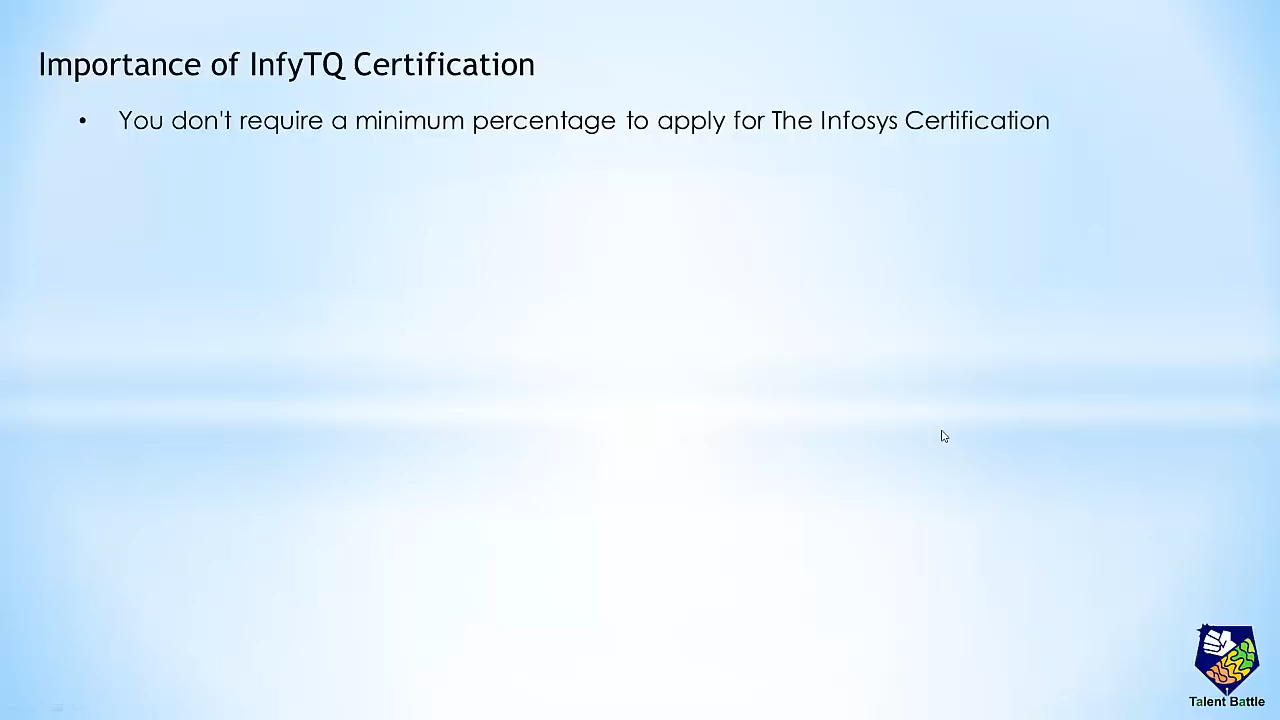 Importance of InfyTQ Certification
• You don't require a minimum percentage to apply for The Infosys Certification
Talent Battle